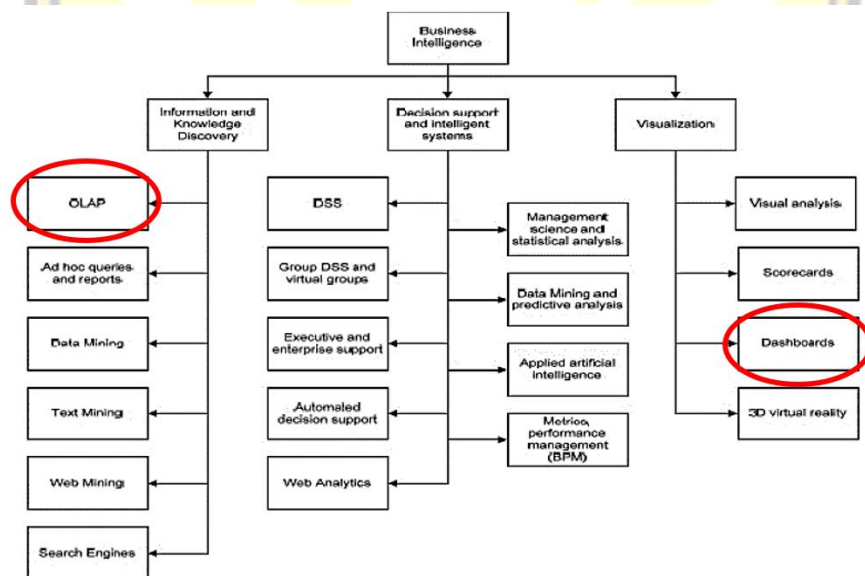 Business
Intelligence
Information and
Knowledge
Discovery
Decision support
and intelligent
systems
Visualization
OLAP
Ad hoc queries
and reports
Data Mining
Text Mining
Web Mining
Search Engines
DSS
Group DSS and
virtual groups
Executive and
enterprise support
Automated
decision support
Web Analytics
Management
science and
statistical analysis
Data Mining and
predictive analysis
Applied artificial
intelligence
Metrics,
performance
management
(BPM)
Visual analysis
Scorecards
Dashboards
3D virtual reality